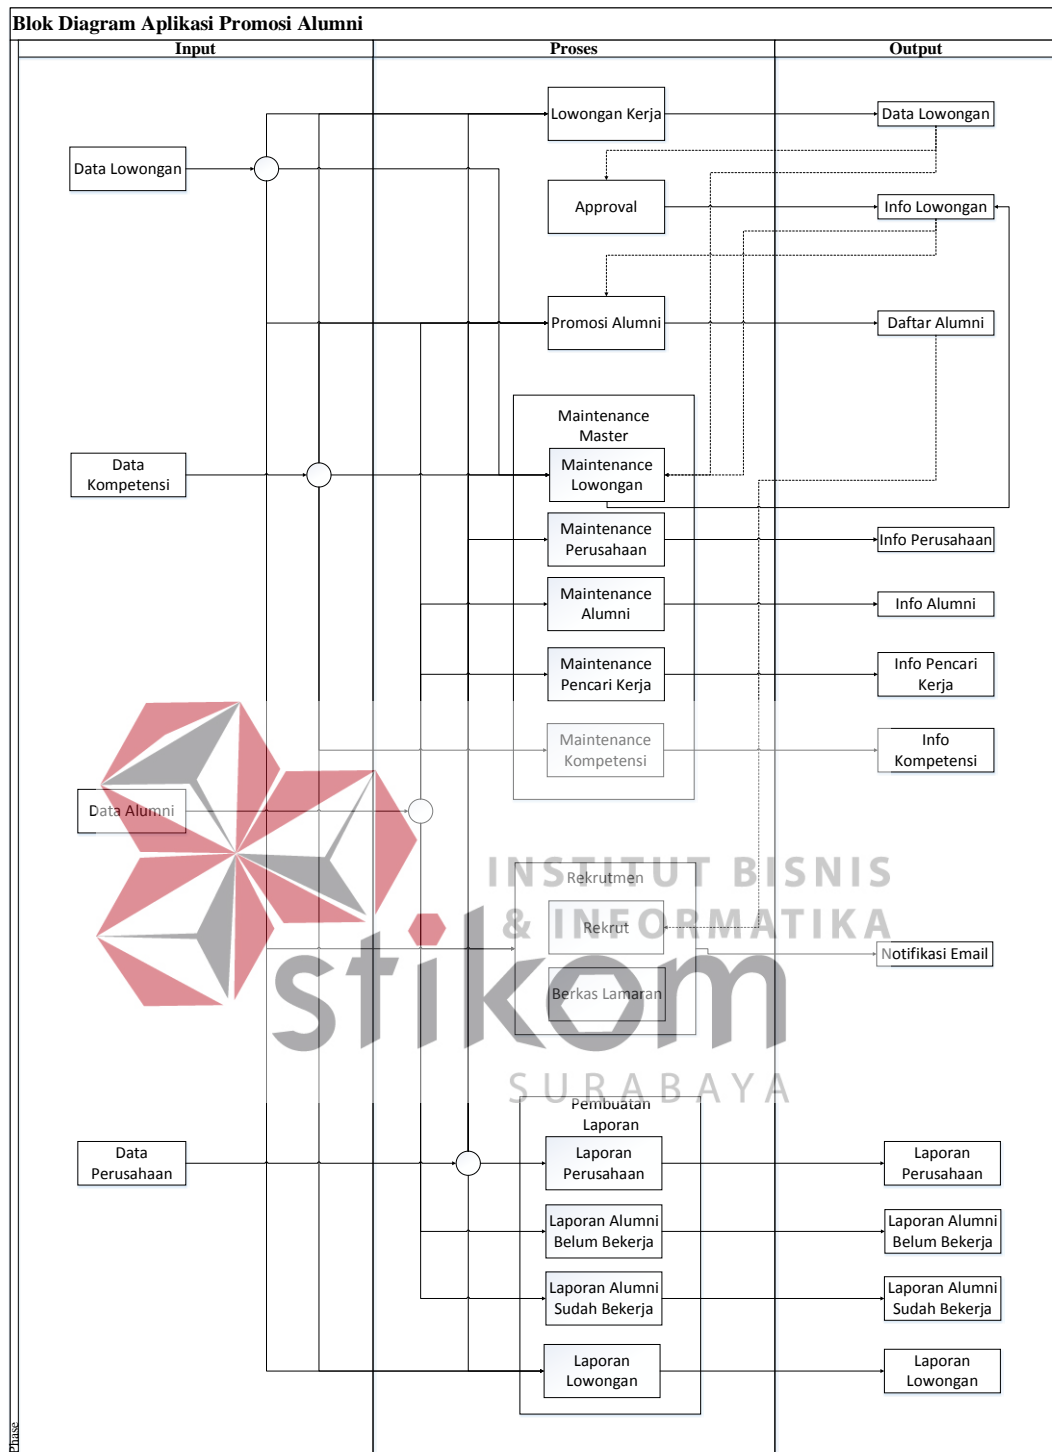 Blok Diagram Aplikasi Promosi Alumni
Input
Proses
Output
Lowongan Kerja
Data Lowongan
Data Lowongan
Approval
Info Lowongan
Promosi Alumni
Daftar Alumni
Maintenance
Master
Data
Kompetensi
Maintenance
Lowongan
Maintenance
Perusahaan
Info Perusahaan
Maintenance
Alumni
Info Alumni
Maintenance
Pencari Kerja
Info Pencari
Kerja
Maintenance
Kompetensi
Info
Kompetensi
Data Alumni
INSTITUT BISNIS
& INFORMATIKA
stikom
SURABAYA
Rekrutmen
Rekrut
Notifikasi Email
Berkas Lamaran
Pembuatan
Laporan
Data
Perusahaan
Laporan
Perusahaan
Laporan
Perusahaan
Laporan Alumni
Belum Bekerja
Laporan Alumni
Belum Bekerja
Laporan Alumni
Sudah Bekerja
Laporan Alumni
Sudah Bekerja
Laporan
Lowongan
Laporan
Lowongan
Phase